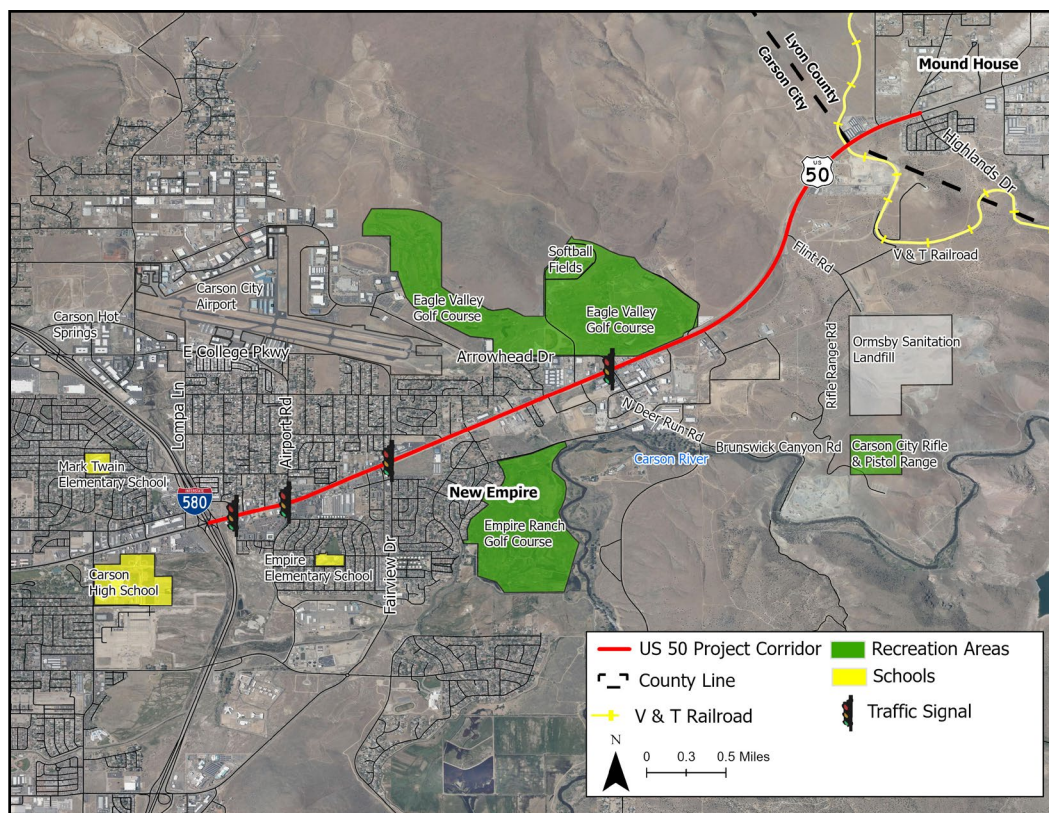 Lyon County
Carson City
Mound House
Highlands Dr
US
50
Flint Rd
V & T Railroad
Softball
Fields
Eagle Valley
Golf Course
Eagle Valley
Golf Course
Carson City
Airport
Carson Hot
Springs
E College Pkwy
Arrowhead Dr
Ormsby Sanitation
Landfill
Rifle Range Rd
Lompa Ln
Airport Rd
N Deer Run Rd
Brunswick Canyon Rd
Carson City Rifle
& Pistol Range
Carson River
Mark Twain
Elementary School
580
New Empire
Empire Ranch
Golf Course
Empire
Elementary School
Fairview Dr
Carson
High School
US 50 Project Corridor
Recreation Areas
County Line
Schools
V & T Railroad
Traffic Signal
N
0 0.3 0.5 Miles